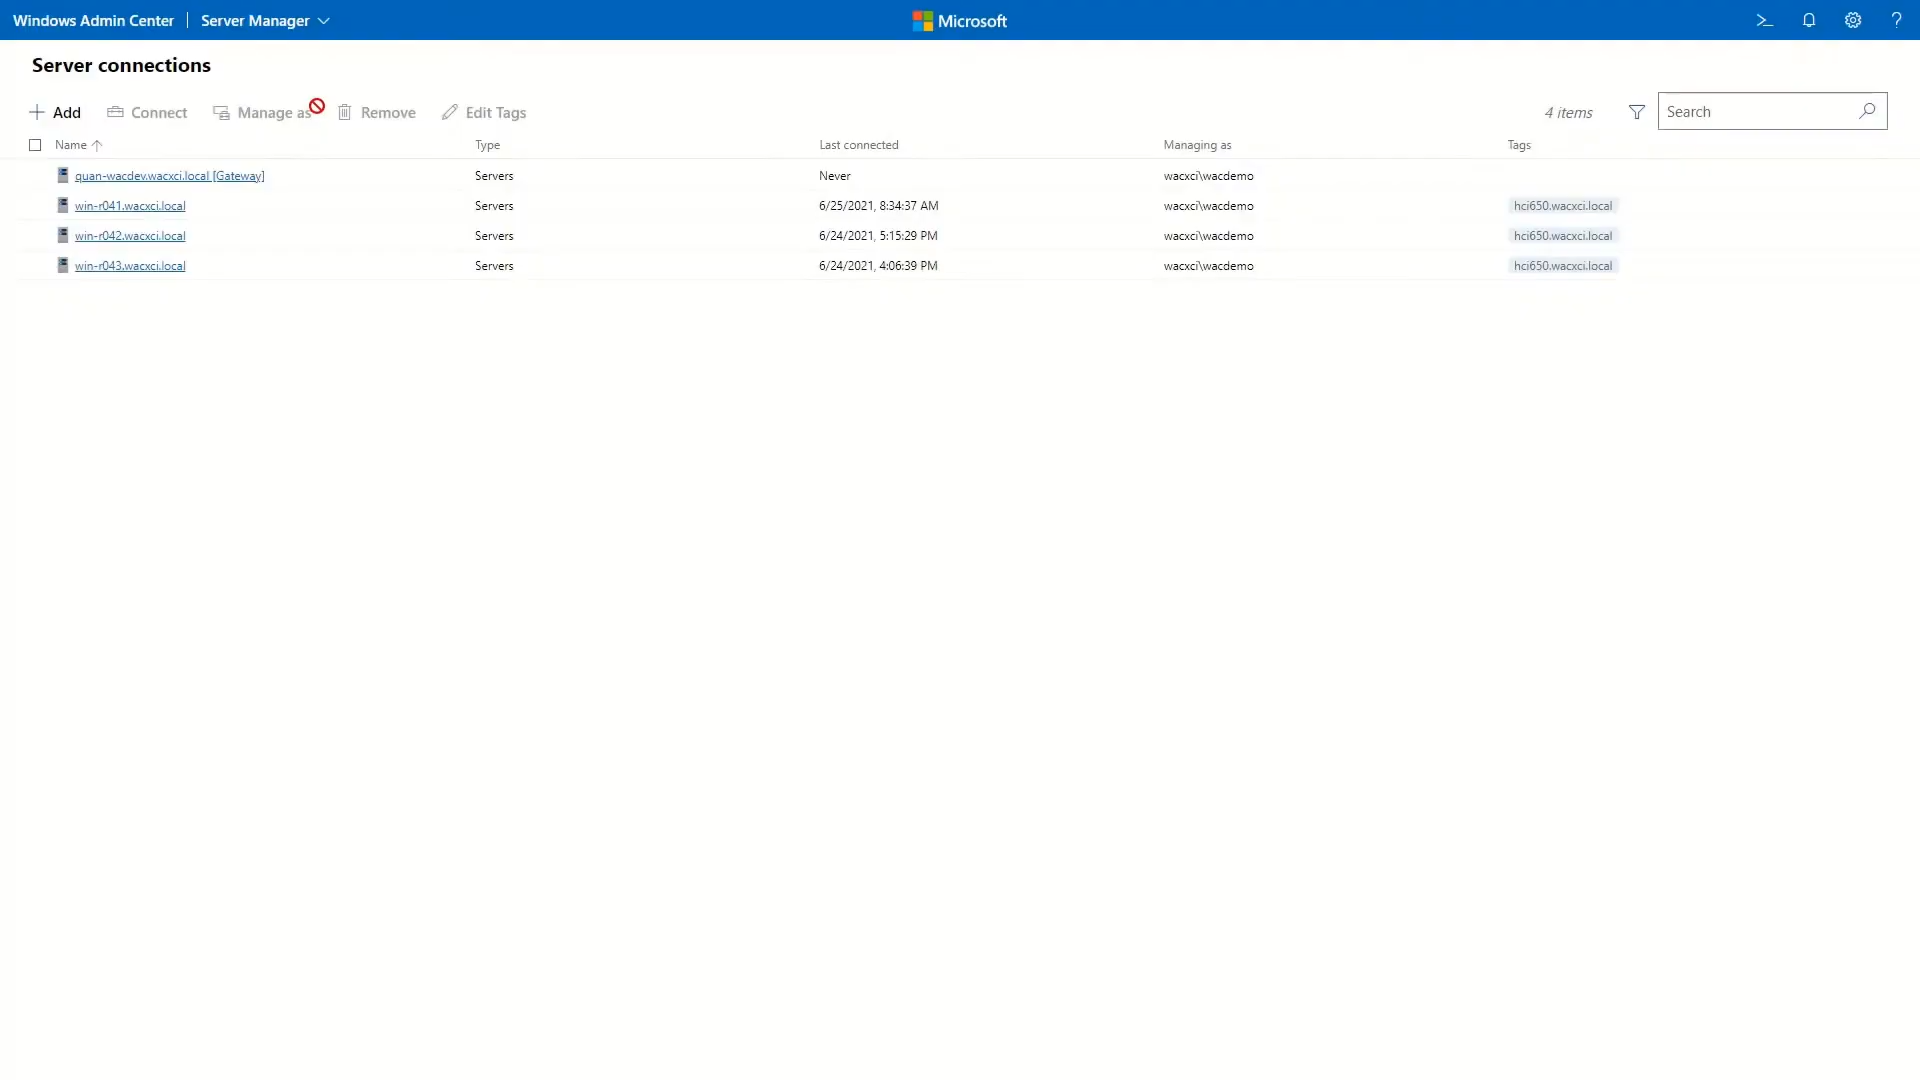 Windows Admin Center | Server Manager
Microsoft
?
Server connections
Add Connect Manage as Remove Edit Tags 4 items Search
Name Type Last connected Managing as Tags
quan-wacdev.wacxci.local [Gateway] Servers Never wacxci\wacdemo
win-r041.wacxci.local Servers 6/25/2021, 8:34:37 AM wacxci\wacdemo hci650.wacxci.local
win-r042.wacxci.local Servers 6/24/2021, 5:15:29 PM wacxci\wacdemo hci650.wacxci.local
win-r043.wacxci.local Servers 6/24/2021, 4:06:39 PM wacxci\wacdemo hci650.wacxci.local